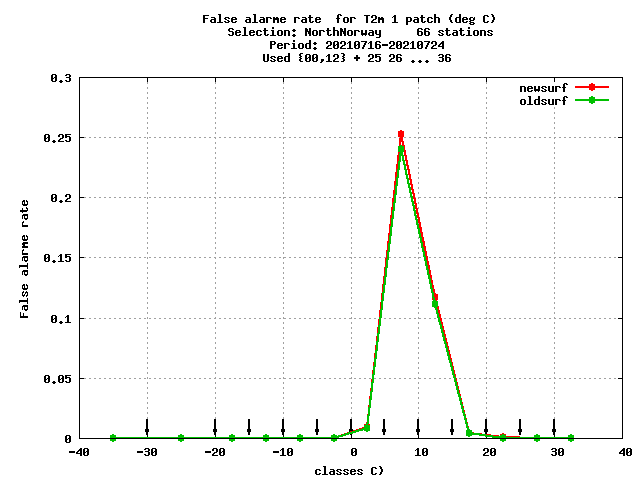 False alarme rate  for T2m 1 patch (deg C)
Selection: NorthNorway     66 stations
Period: 20210716-20210724
Used {00,12} + 25 26 ... 36
newsurf
oldsurf
0.3
0.25
0.2
0.15
0.1
0.05
0
False alarme rate
-40 -30 -20 -10 0 10 20 30 40
classes C)